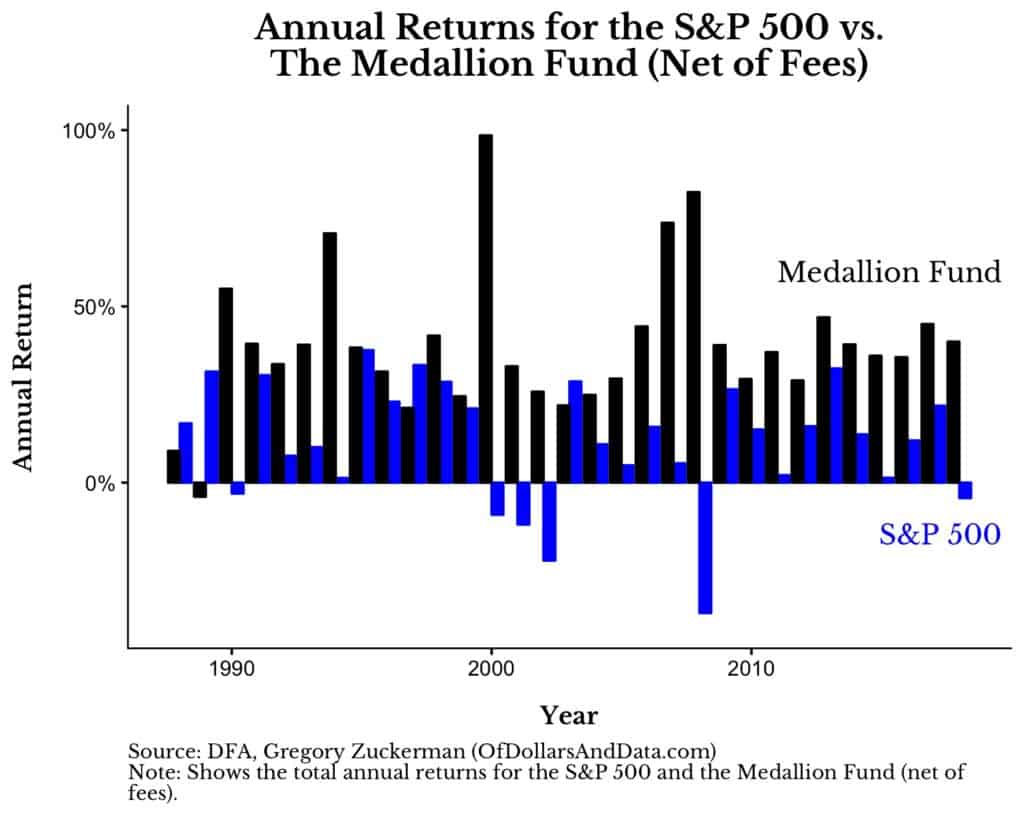 Annual Returns for the S&P 500 vs.
The Medallion Fund (Net of Fees)
100%
50%
0%
Annual Return
Medallion Fund
S&P 500
1990
2000
2010
Year
Source: DFA, Gregory Zuckerman (OfDollarsAndData.com)
Note: Shows the total annual returns for the S&P 500 and the Medallion Fund (net of
fees).